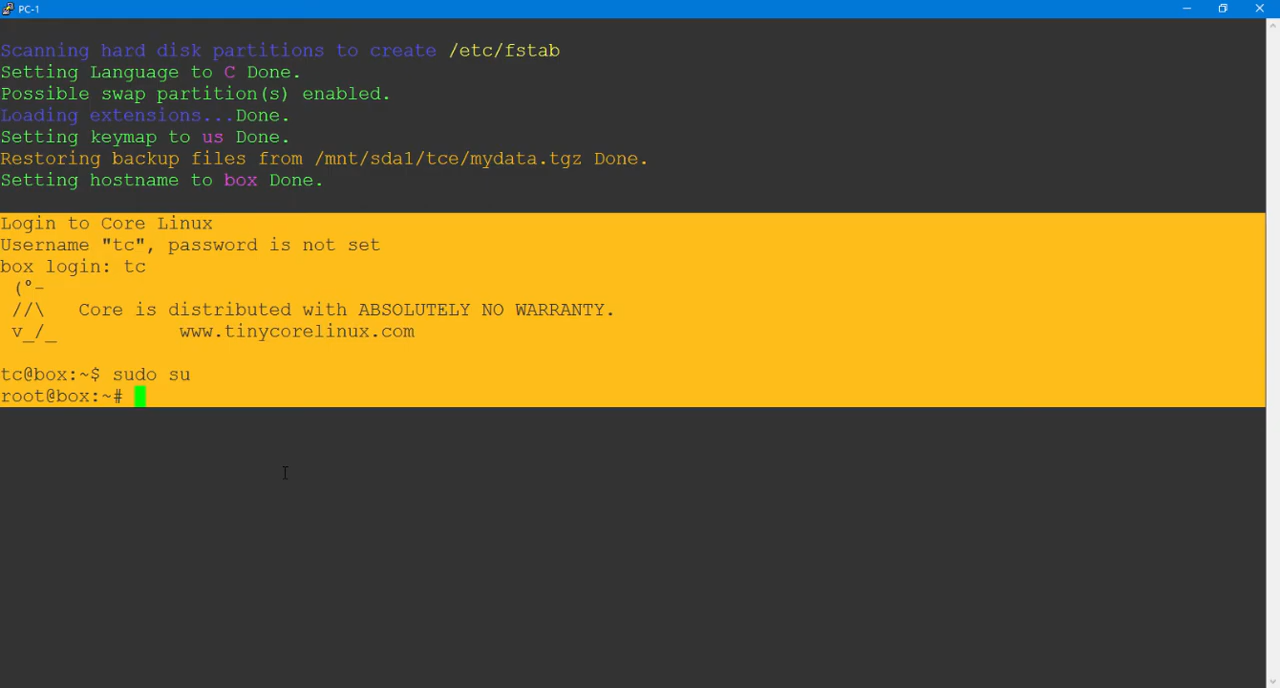 PC-1
Scanning hard disk partitions to create /etc/fstab
Setting Language to C Done.
Possible swap partition(s) enabled.
Loading extensions...Done.
Setting keymap to us Done.
Restoring backup files from /mnt/sda1/tce/mydata.tgz Done.
Setting hostname to box Done.
Login to Core Linux
Username "tc", password is not set
box login: tc
(°-
//\ Core is distributed with ABSOLUTELY NO WARRANTY.
v_/_ www.tinycorelinux.com
tc@box:~$ sudo su
root@box:~#